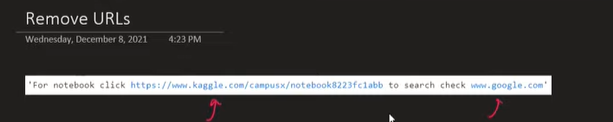 Remove URLs
Wednesday, December 8, 2021 4:23 PM
'For notebook click https://www.kaggle.com/campusx/notebook8223fc1abb to search check www.google.com'